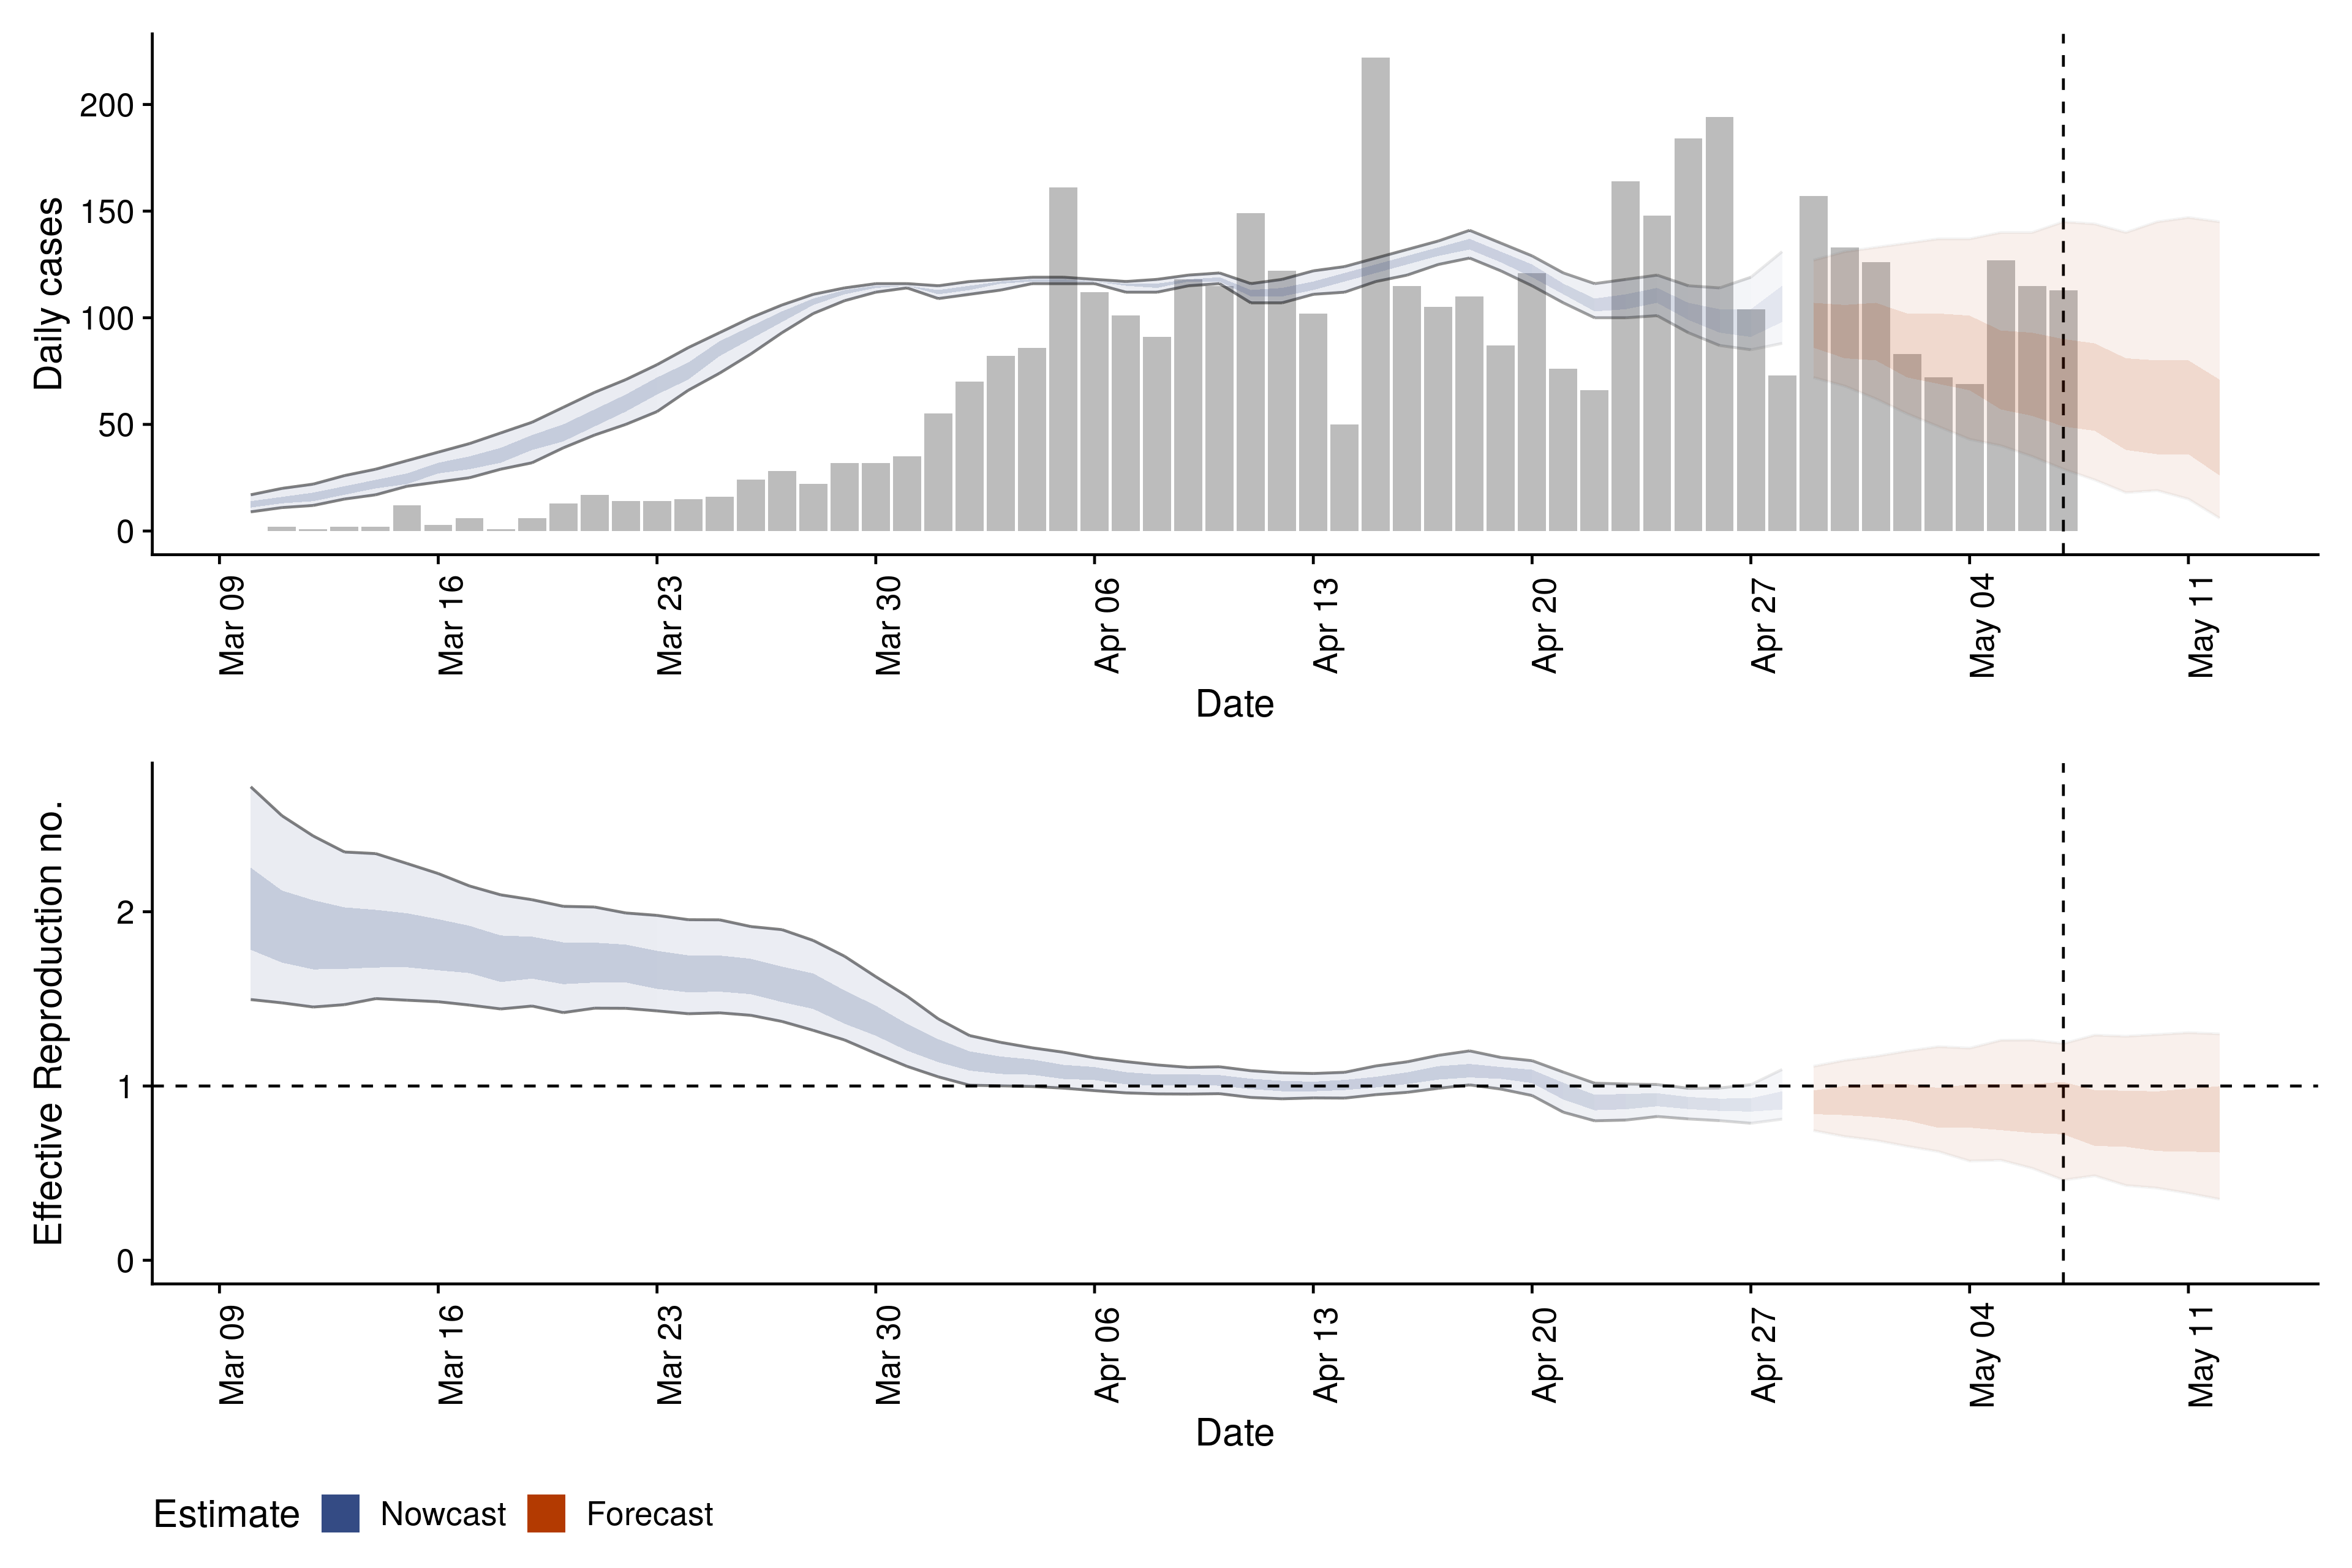 Daily cases
200
150
100
50
0
Mar 09
Mar 16
Mar 23
Mar 30
Apr 06
Apr 13
Apr 20
Apr 27
May 04
May 11
Date
Effective Reproduction no.
2
1
0
Mar 09
Mar 16
Mar 23
Mar 30
Apr 06
Apr 13
Apr 20
Apr 27
May 04
May 11
Date
Estimate Nowcast Forecast